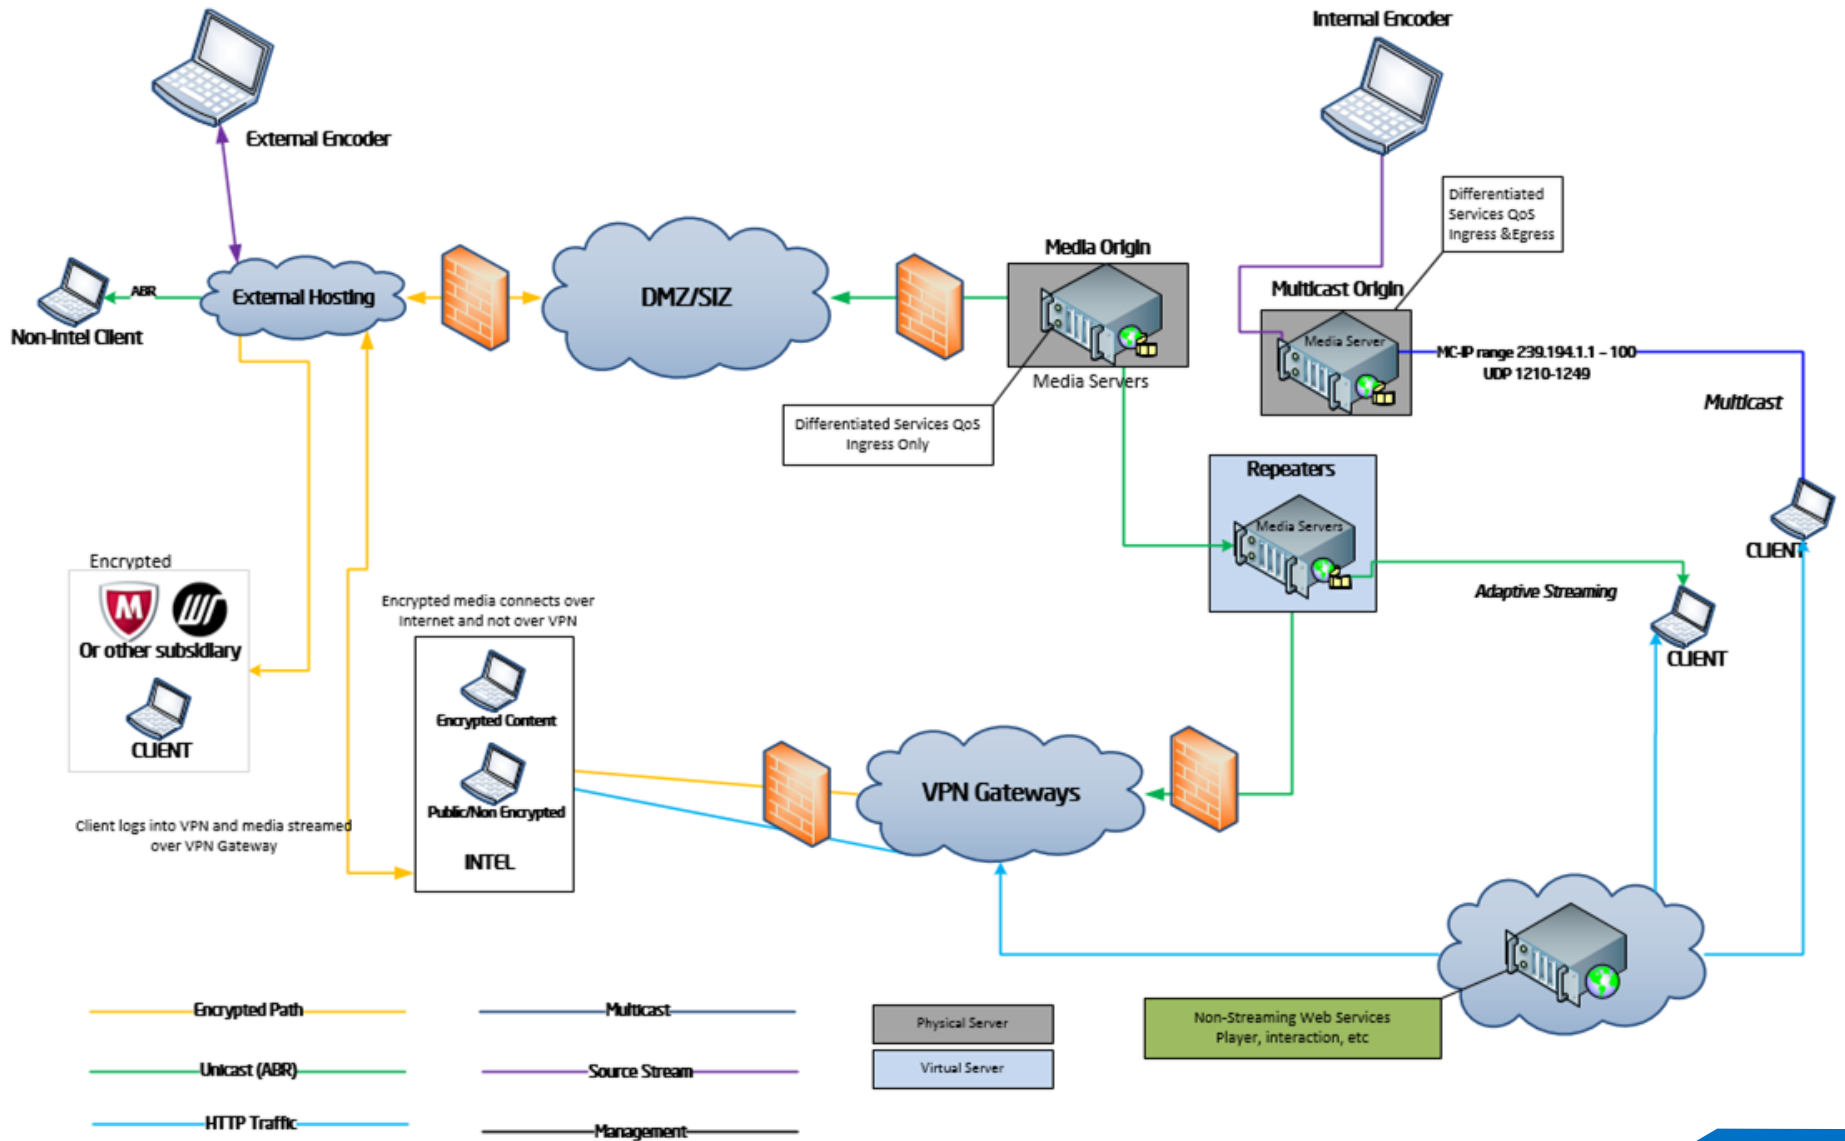 Internal Encoder
External Encoder
Differentiated
Services QoS
Ingress &Egress
Media Origin
Multicast Origin
ABR
External Hosting
DMZ/SIZ
Non-Intel Client
Media Server
MC-IP range 239.194.1.1 – 100
UDP 1210-1249
Media Servers
Multicast
Differentiated Services QoS
Ingress Only
Repeaters
Media Servers
CLIENT
Encrypted
M
Or other subsidiary
CLIENT
Encrypted media connects over
Internet and not over VPN
Adaptive Streaming
CLIENT
Encrypted Content
Public/Non Encrypted
INTEL
VPN Gateways
Client logs into VPN and media streamed
over VPN Gateway
Non-Streaming Web Services
Player, interaction, etc
Encrypted Path
Multicast
Physical Server
Unicast (ABR)
Source Stream
Virtual Server
HTTP Traffic
Management